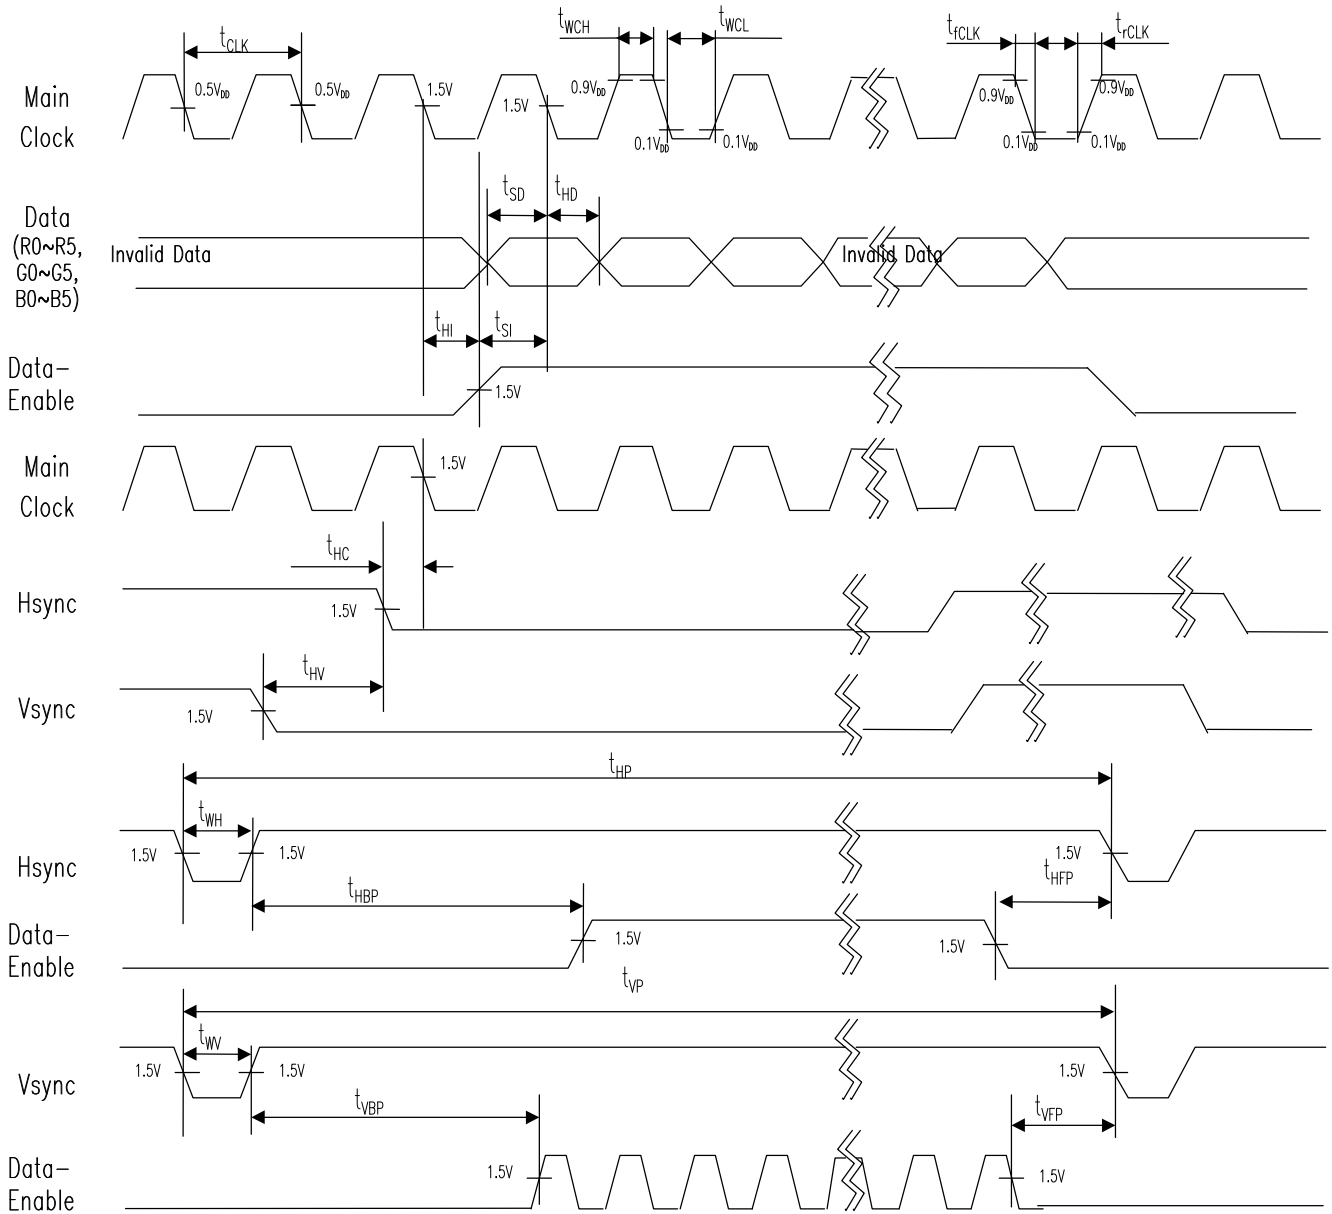 tCLK
tWCH
tWCL
tfCLK
trCLK
Main
Clock
0.5VDD
0.5VDD
1.5V
1.5V
0.9VDD
0.1VDD
0.1VDD
0.9VDD
0.1VDD
0.9VDD
0.1VDD
tSD
tHD
Data
(R0~R5,
G0~G5,
B0~B5)
Invalid Data
Invalid Data
tHI
tSI
Data-
Enable
1.5V
Main
Clock
1.5V
tHC
Hsync
1.5V
tHV
Vsync
1.5V
tHP
tWH
Hsync
1.5V
1.5V
1.5V
tHFP
tHBP
Data-
Enable
1.5V
1.5V
tVP
tWV
Vsync
1.5V
1.5V
1.5V
tVBP
tVFP
Data-
Enable
1.5V
1.5V